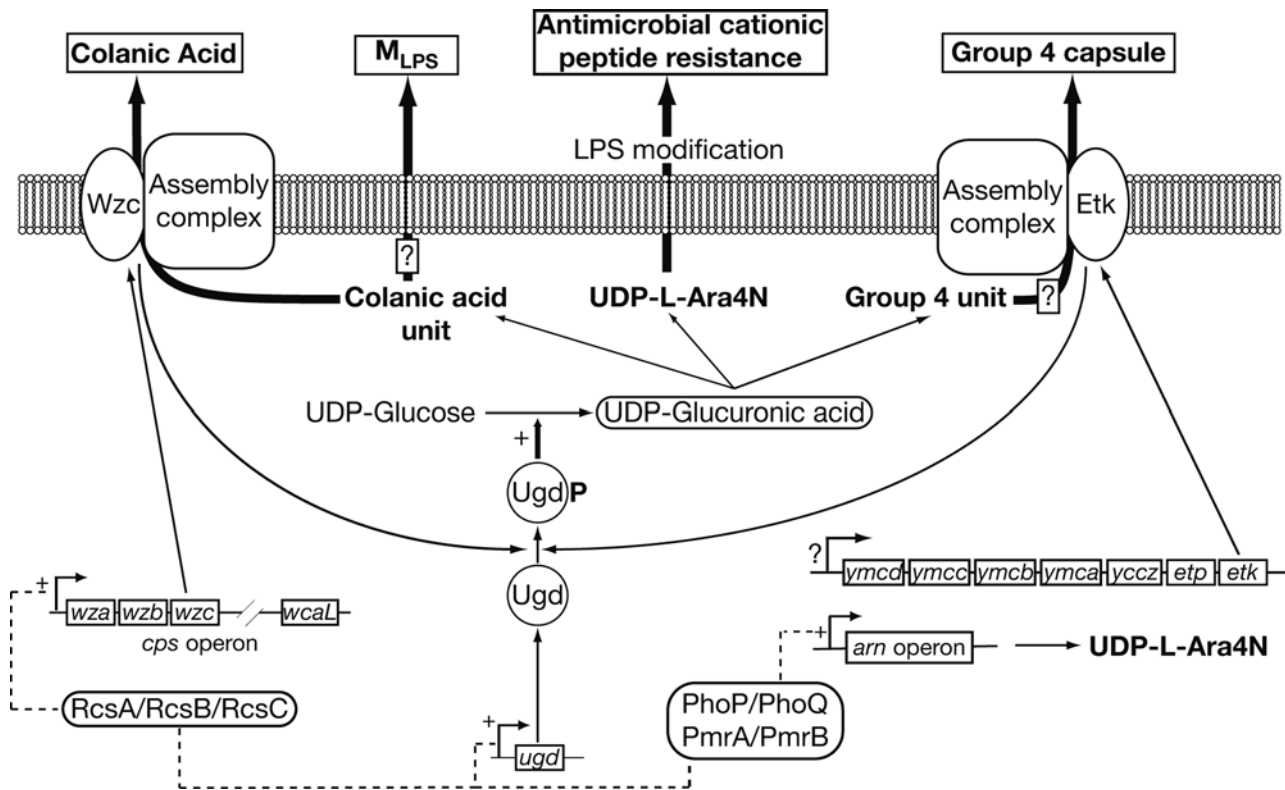 Colanic Acid
M LPS
Antimicrobial cationic
peptide resistance
Group 4 capsule
LPS modification
Wzc
Assembly
complex
Assembly
complex
Etk
?
Colanic acid
unit
UDP-L-Ara4N
Group 4 unit
?
UDP-Glucose
UDP-Glucuronic acid
+
Ugd P
Ugd
?
ymcd ymcc ymcb ymca yccz etp etk
+
wza wzb wzc wcaL
cps operon
+
arn operon
UDP-L-Ara4N
RcsA/RcsB/RcsC
PhoP/PhoQ
PmrA/PmrB
+
ugd